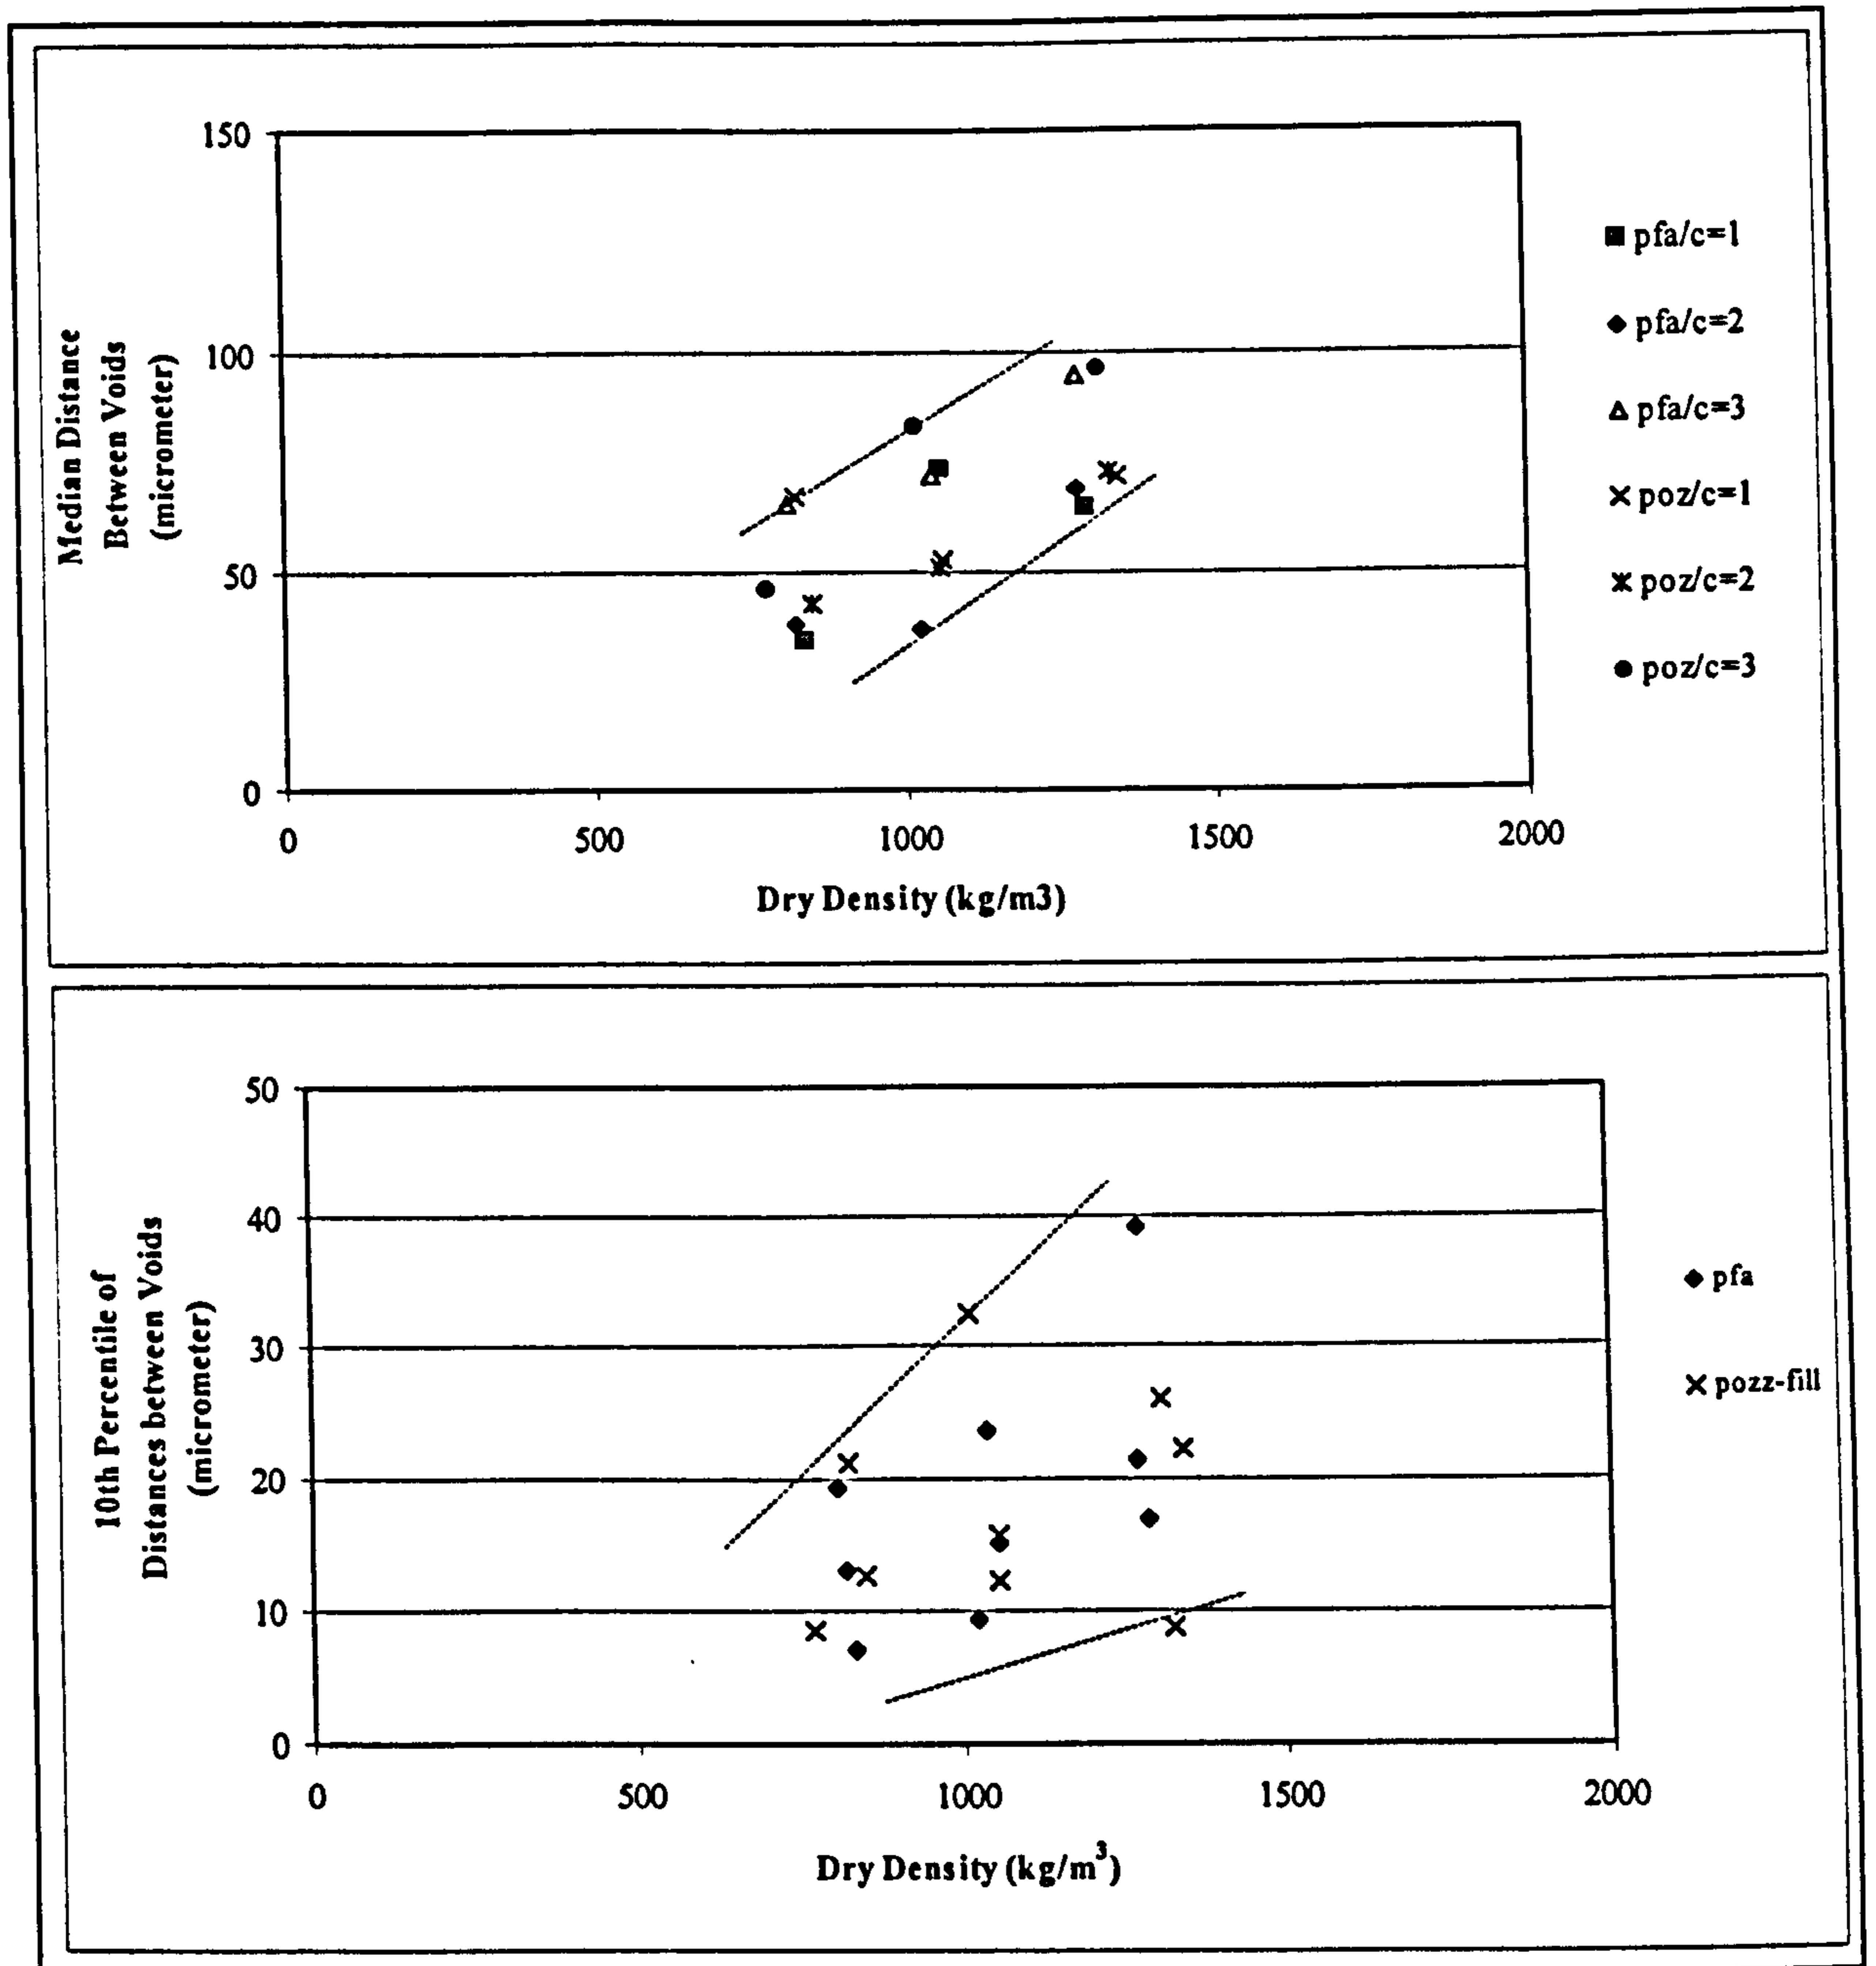 150
100
50
0
Median Distance
Between Voids
(micrometer)
0 500 1000 1500 2000
Dry Density (kg/m3)
pfa/c=1
pfa/c=2
pfa/c=3
poz/c=1
poz/c=2
poz/c=3
50
40
30
20
10
0
10th Percentile of
Distances between Voids
(micrometer)
0 500 1000 1500 2000
Dry Density (kg/m³)
pfa
pozz-fill